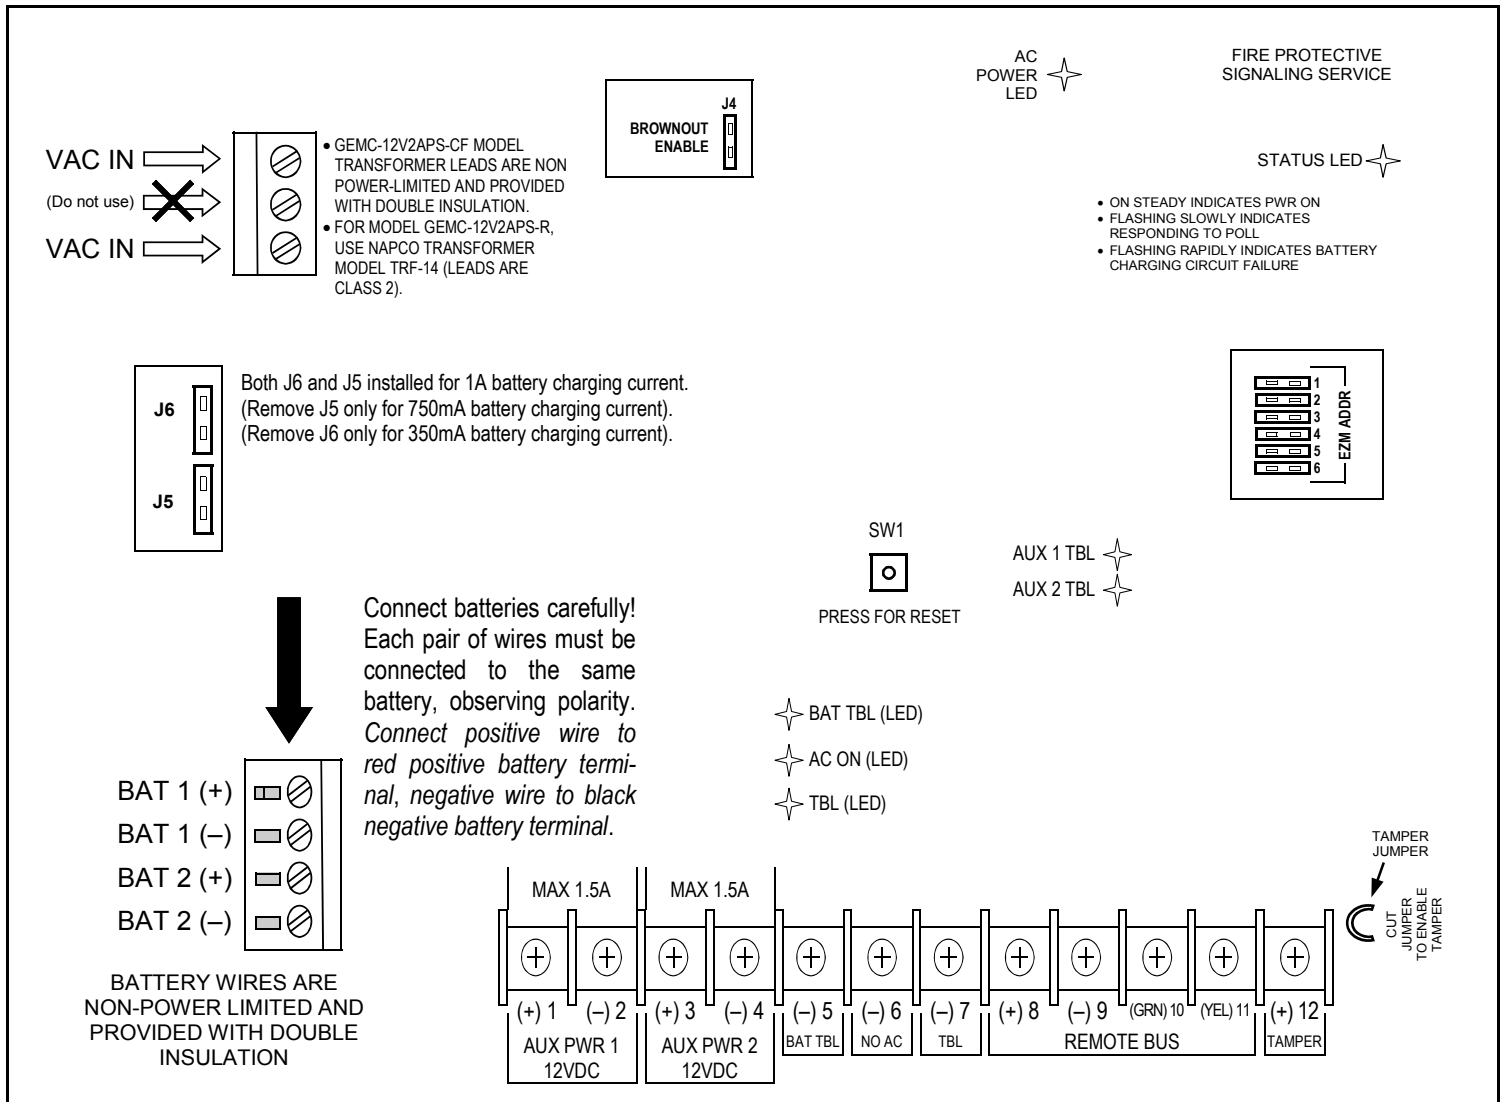 AC
POWER
LED
FIRE PROTECTIVE
SIGNALING SERVICE
J4
BROWNOUT
ENABLE
VAC IN
(Do not use)
VAC IN
• GEMC-12V2APS-CF MODEL
TRANSFORMER LEADS ARE NON
POWER-LIMITED AND PROVIDED
WITH DOUBLE INSULATION.
• FOR MODEL GEMC-12V2APS-R,
USE NAPCO TRANSFORMER
MODEL TRF-14 (LEADS ARE
CLASS 2).
STATUS LED
• ON STEADY INDICATES PWR ON
• FLASHING SLOWLY INDICATES
RESPONDING TO POLL
• FLASHING RAPIDLY INDICATES BATTERY
CHARGING CIRCUIT FAILURE
J6
J5
Both J6 and J5 installed for 1A battery charging current.
(Remove J5 only for 750mA battery charging current).
(Remove J6 only for 350mA battery charging current).
1
2
3
4
5
6
EZM ADDR
SW1
PRESS FOR RESET
AUX 1 TBL
AUX 2 TBL
Connect batteries carefully!
Each pair of wires must be
connected to the same
battery, observing polarity.
Connect positive wire to
red positive battery termi-
nal, negative wire to black
negative battery terminal.
BAT TBL (LED)
AC ON (LED)
TBL (LED)
BAT 1 (+)
BAT 1 (–)
BAT 2 (+)
BAT 2 (–)
BATTERY WIRES ARE
NON-POWER LIMITED AND
PROVIDED WITH DOUBLE
INSULATION
TAMPER
JUMPER
CUT
JUMPER
TO ENABLE
TAMPER
MAX 1.5A
MAX 1.5A
(+) 1
(–) 2
(+) 3
(–) 4
(–) 5
(–) 6
(–) 7
(+) 8
(–) 9
(GRN) 10
(YEL) 11
(+) 12
AUX PWR 1
12VDC
AUX PWR 2
12VDC
BAT TBL
NO AC
TBL
REMOTE BUS
TAMPER